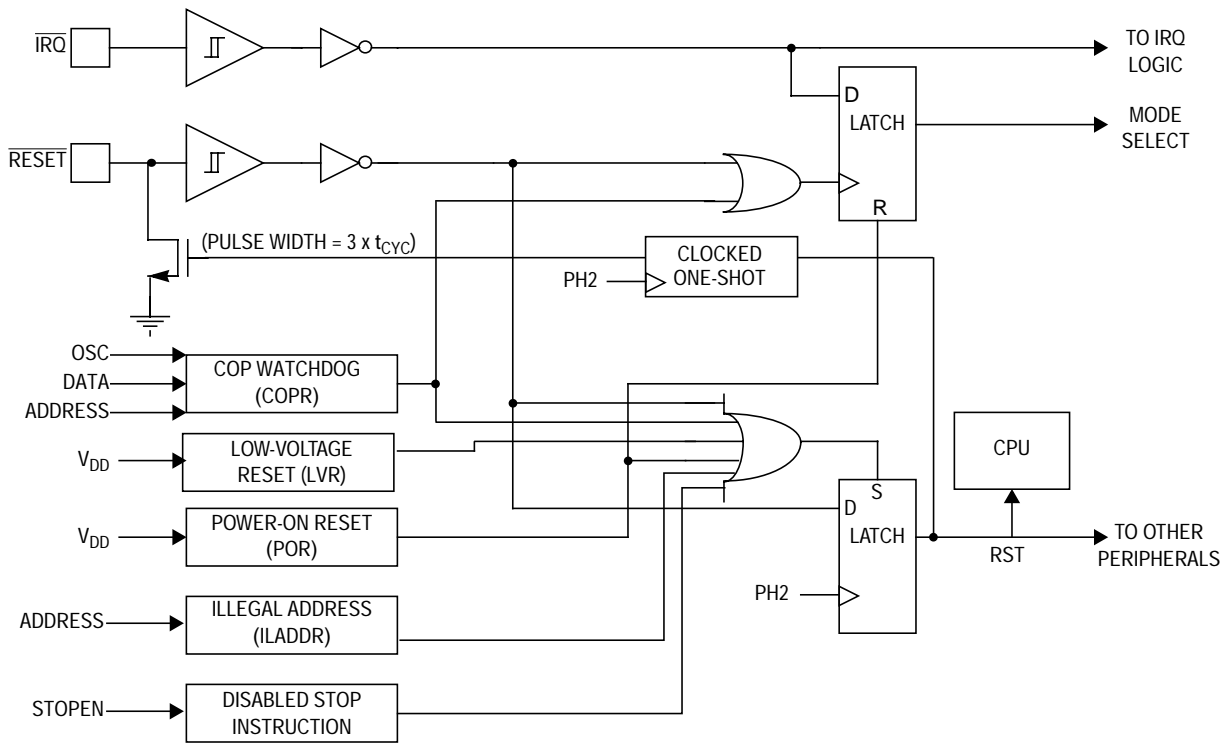 IRQ
TO IRQ
LOGIC
D
LATCH
MODE
SELECT
RESET
R
(PULSE WIDTH = 3 x tCYC)
CLOCKED
ONE-SHOT
PH2
OSC
DATA
ADDRESS
COP WATCHDOG
(COPR)
VDD
LOW-VOLTAGE
RESET (LVR)
CPU
S
D
LATCH
VDD
POWER-ON RESET
(POR)
RST
TO OTHER
PERIPHERALS
PH2
ADDRESS
ILLEGAL ADDRESS
(ILADDR)
STOPEN
DISABLED STOP
INSTRUCTION